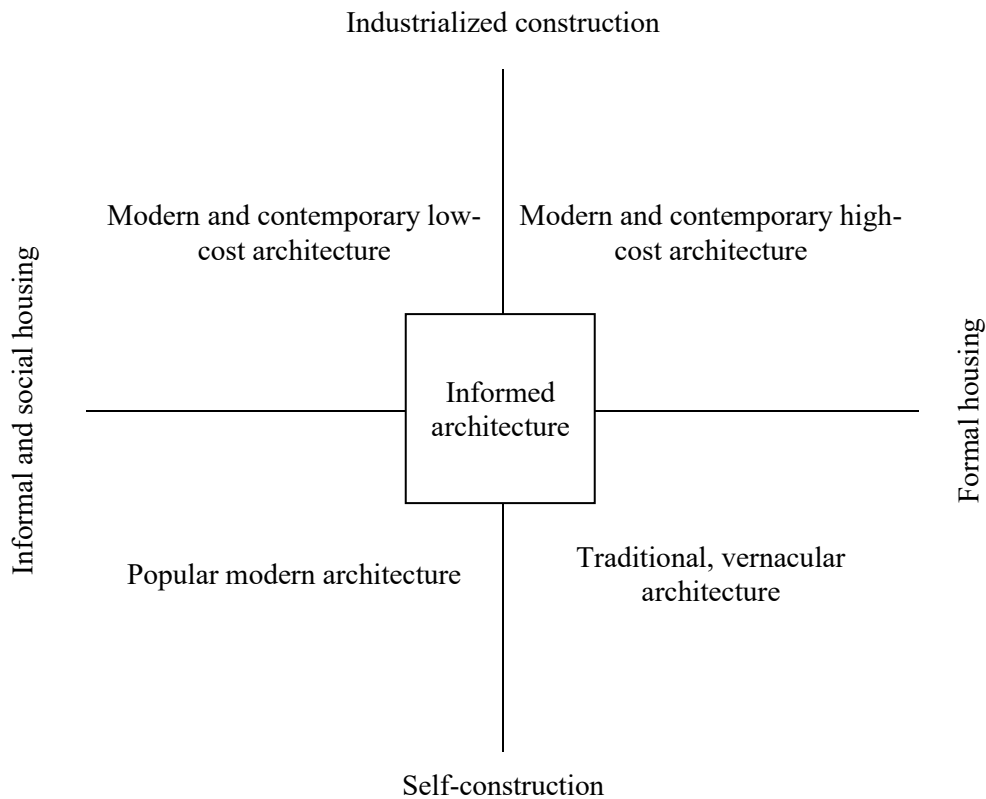 Industrialized construction
Modern and contemporary low-
cost architecture
Modern and contemporary high-
cost architecture
Informal and social housing
Informed
architecture
Formal housing
Popular modern architecture
Traditional, vernacular
architecture
Self-construction